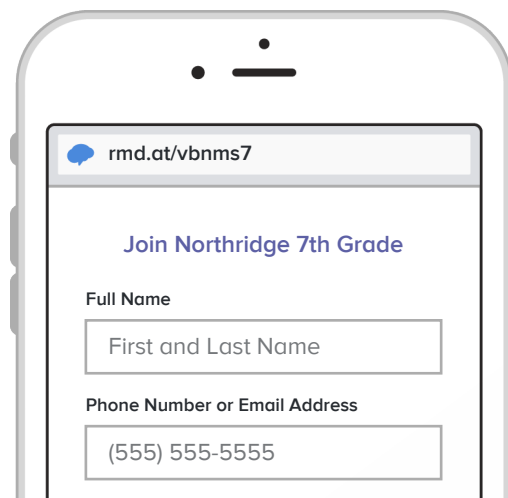 rmd.at/vbnms7
Join Northridge 7th Grade
Full Name
First and Last Name
Phone Number or Email Address
(555) 555-5555